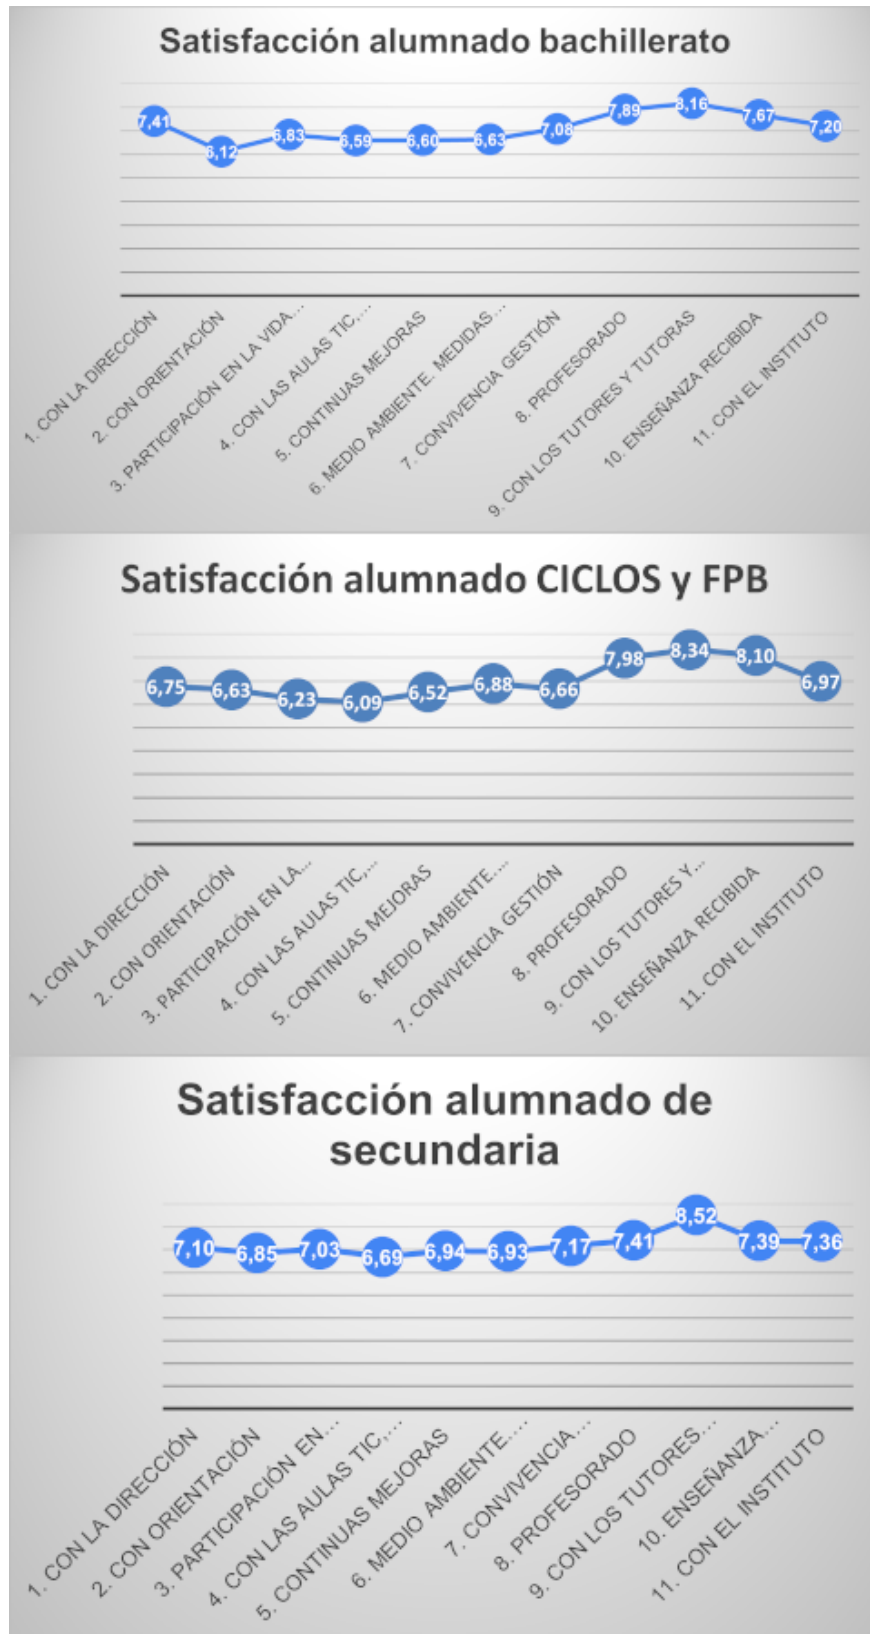 Satisfacción alumnado bachillerato
7,41
6,12
6,83
6,59
6,60
6,63
7,08
7,89
8,16
7,67
7,20
1. CON LA DIRECCIÓN
2. CON ORIENTACIÓN
3. PARTICIPACIÓN EN LA VIDA...
4. CON LAS AULAS TIC,...
5. CONTINUAS MEJORAS
6. MEDIO AMBIENTE. MEDIDAS...
7. CONVIVENCIA GESTIÓN
8. PROFESORADO
9. CON LOS TUTORES Y TUTORAS
10. ENSEÑANZA RECIBIDA
11. CON EL INSTITUTO
Satisfacción alumnado CICLOS y FPB
6,75
6,63
6,23
6,09
6,52
6,88
6,66
7,98
8,34
8,10
6,97
1. CON LA DIRECCIÓN
2. CON ORIENTACIÓN
3. PARTICIPACIÓN EN LA...
4. CON LAS AULAS TIC,...
5. CONTINUAS MEJORAS
6. MEDIO AMBIENTE....
7. CONVIVENCIA GESTIÓN
8. PROFESORADO
9. CON LOS TUTORES Y...
10. ENSEÑANZA RECIBIDA
11. CON EL INSTITUTO
Satisfacción alumnado de
secundaria
7,10
6,85
7,03
6,69
6,94
6,93
7,17
7,41
8,52
7,39
7,36
1. CON LA DIRECCIÓN
2. CON ORIENTACIÓN
3. PARTICIPACIÓN EN...
4. CON LAS AULAS TIC,...
5. CONTINUAS MEJORAS
6. MEDIO AMBIENTE....
7. CONVIVENCIA...
8. PROFESORADO
9. CON LOS TUTORES...
10. ENSEÑANZA...
11. CON EL INSTITUTO